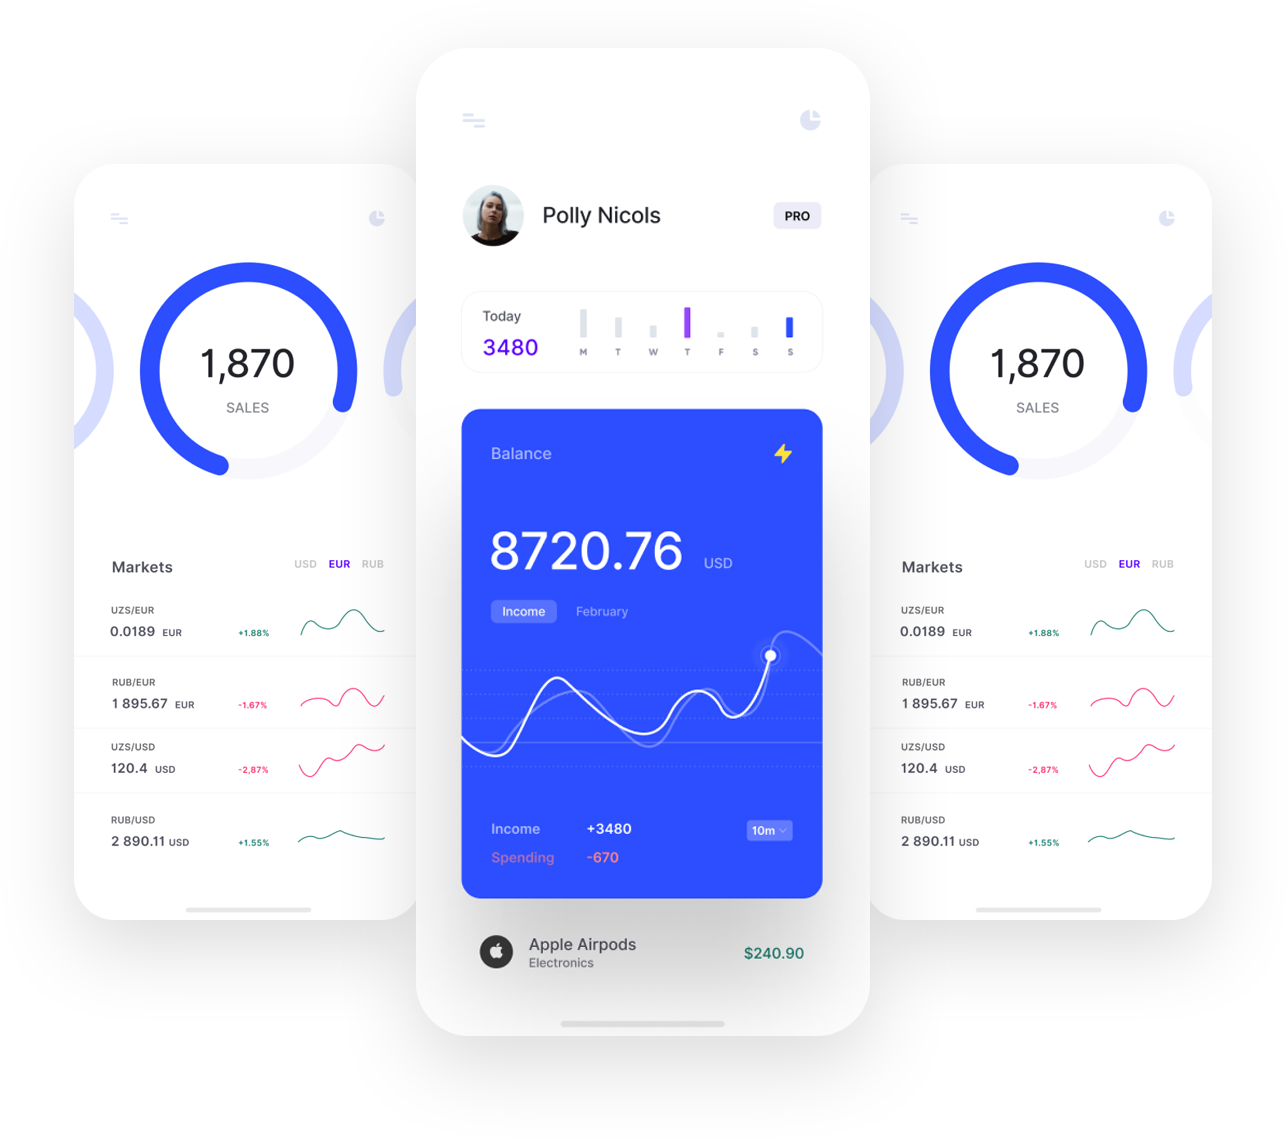 1,870
SALES
Markets
USD EUR RUB
UZS/EUR
0.0189 EUR +1.88%
RUB/EUR
1 895.67 EUR -1.67%
UZS/USD
120.4 USD -2,87%
RUB/USD
2 890.11 USD +1.55%
Polly Nicols
PRO
Today
3480
M T W T F S S
Balance
8720.76 USD
Income February
Income +3480
10m
Spending -670
Apple Airpods
Electronics
$240.90
1,870
SALES
Markets
USD EUR RUB
UZS/EUR
0.0189 EUR +1.88%
RUB/EUR
1 895.67 EUR -1.67%
UZS/USD
120.4 USD -2,87%
RUB/USD
2 890.11 USD +1.55%